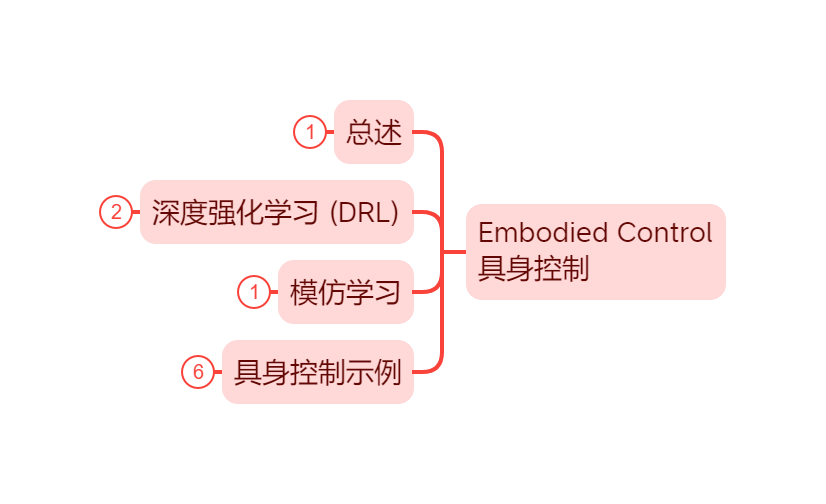 ① 总述
② 深度强化学习 (DRL)
Embodied Control
具身控制
① 模仿学习
⑥ 具身控制示例